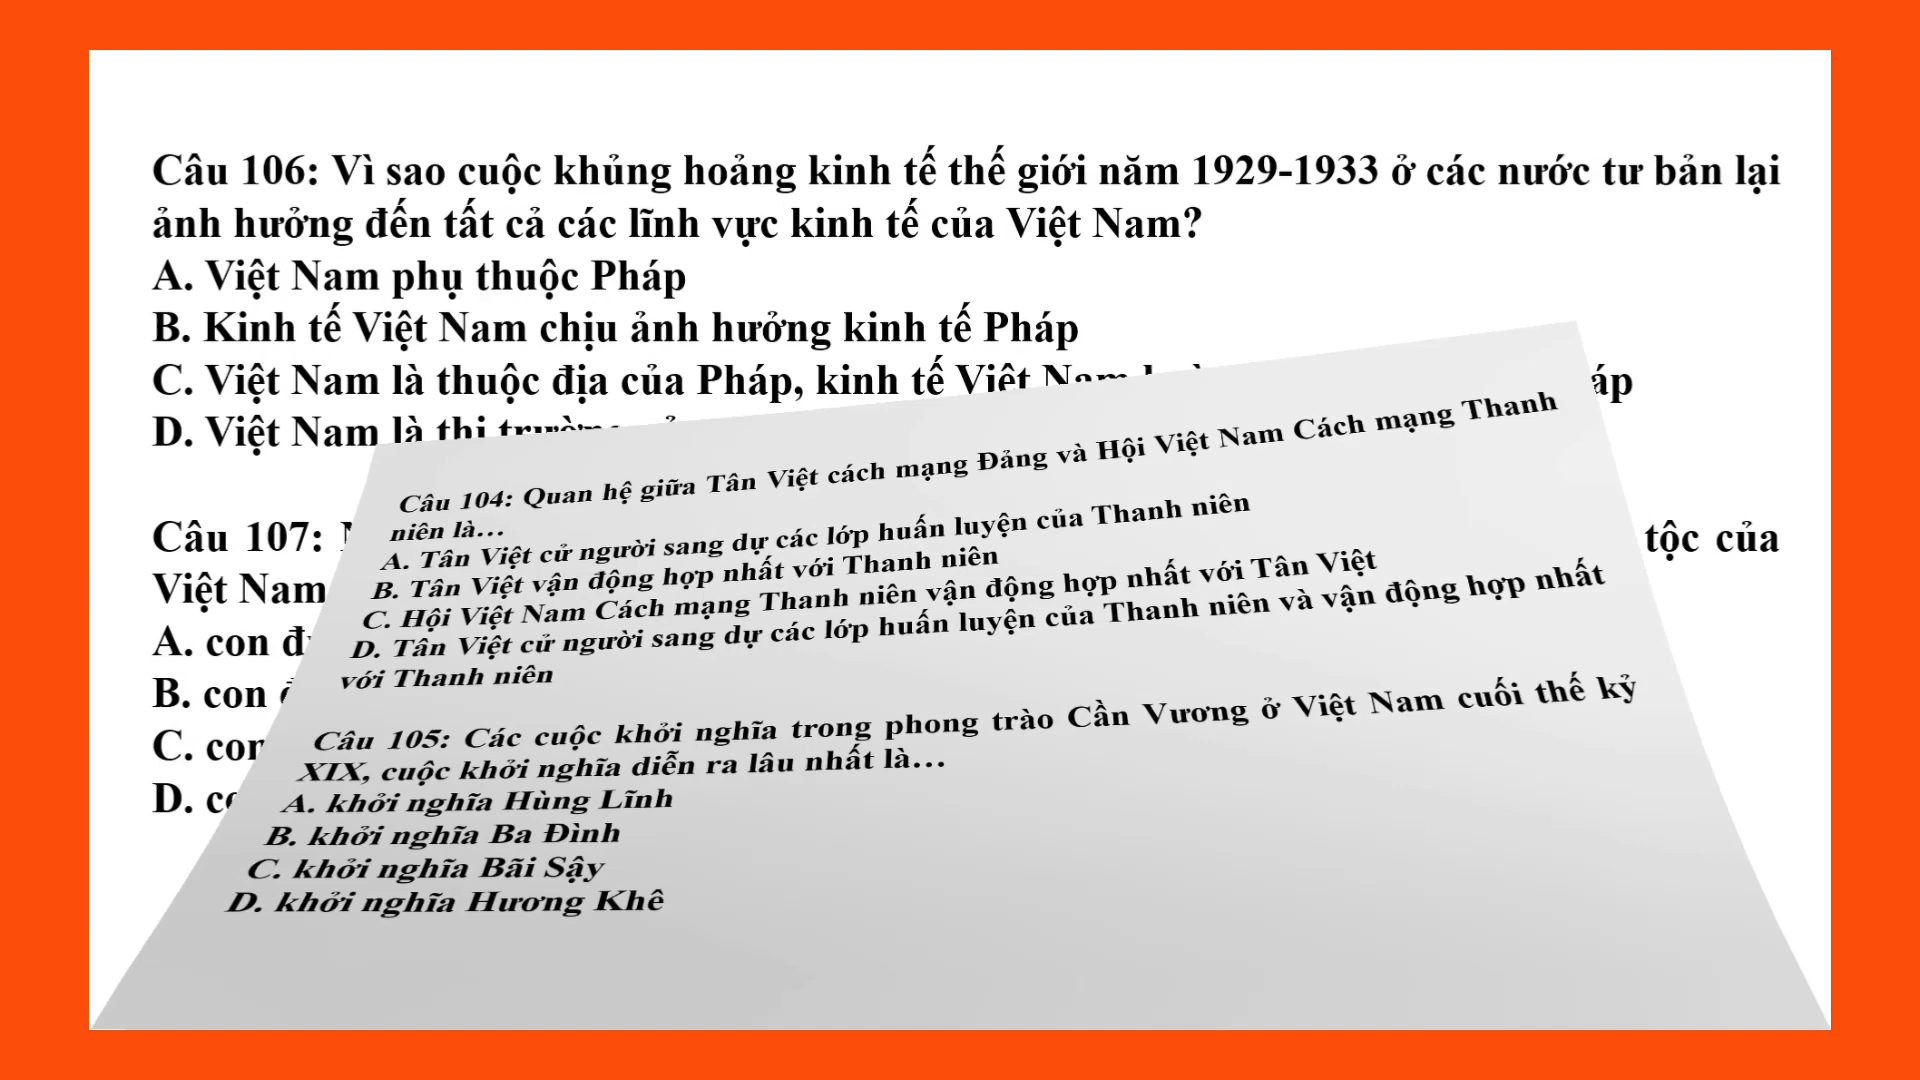 Câu 106: Vì sao cuộc khủng hoảng kinh tế thế giới năm 1929-1933 ở các nước tư bản lại
ảnh hưởng đến tất cả các lĩnh vực kinh tế của Việt Nam?
A. Việt Nam phụ thuộc Pháp
B. Kinh tế Việt Nam chịu ảnh hưởng kinh tế Pháp
C. Việt Nam là thuộc địa của Pháp, kinh tế Việt Nam
D. Việt Nam là thị trường
Câu 107: tộc của
Việt Nam
A. con
B. con
C. con
D.
Câu 104: Quan hệ giữa Tân Việt cách mạng Đảng và Hội Việt Nam Cách mạng Thanh
niên là...
A. Tân Việt cử người sang dự các lớp huấn luyện của Thanh niên
B. Tân Việt vận động hợp nhất với Thanh niên
C. Hội Việt Nam Cách mạng Thanh niên vận động hợp nhất với Tân Việt
D. Tân Việt cử người sang dự các lớp huấn luyện của Thanh niên và vận động hợp nhất
với Thanh niên
Câu 105: Các cuộc khởi nghĩa trong phong trào Cần Vương ở Việt Nam cuối thế kỷ
XIX, cuộc khởi nghĩa diễn ra lâu nhất là...
A. khởi nghĩa Hùng Lĩnh
B. khởi nghĩa Ba Đình
C. khởi nghĩa Bãi Sậy
D. khởi nghĩa Hương Khê